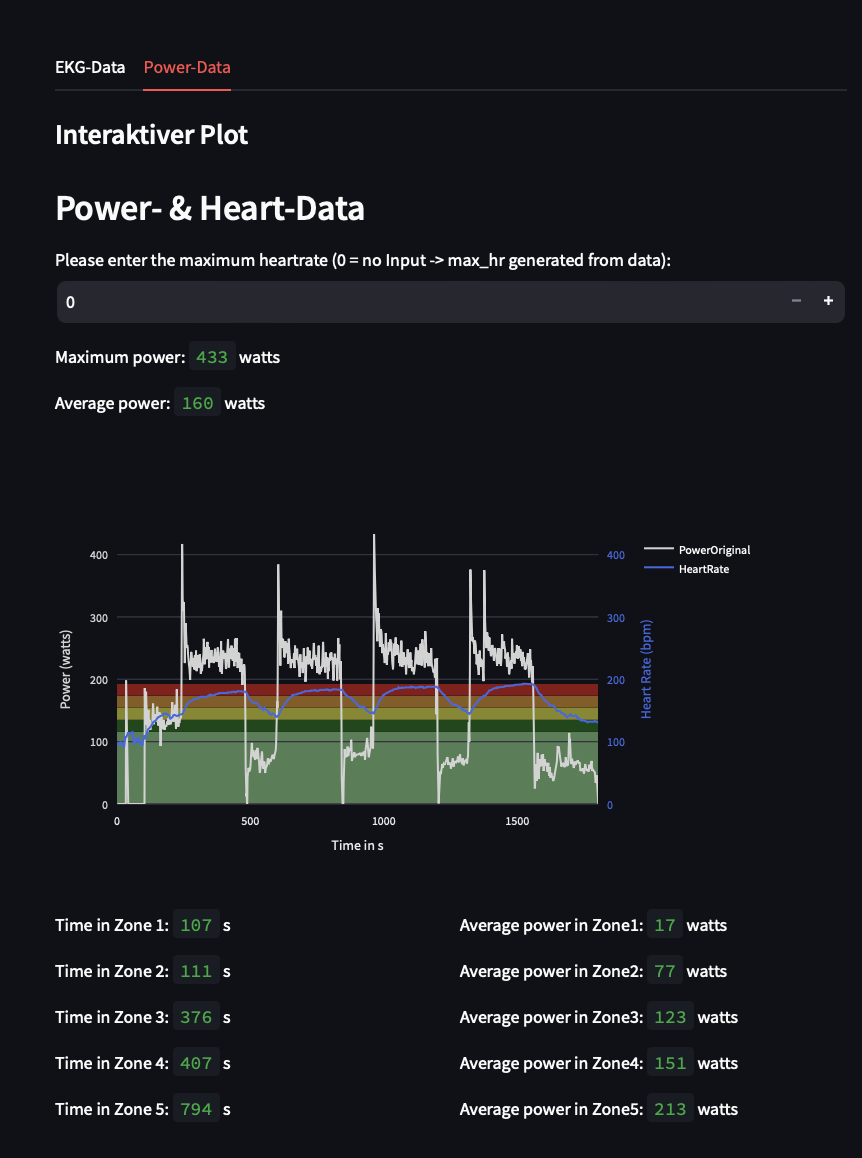 EKG-Data Power-Data
Interaktiver Plot
Power- & Heart-Data
Please enter the maximum heartrate (0 = no Input -> max_hr generated from data):
0 − +
Maximum power: 433 watts
Average power: 160 watts
PowerOriginal
HeartRate
400
300
200
100
0
Power (watts)
400
300
200
100
0
Heart Rate (bpm)
0 500 1000 1500
Time in s
Time in Zone 1: 107 s
Average power in Zone1: 17 watts
Time in Zone 2: 111 s
Average power in Zone2: 77 watts
Time in Zone 3: 376 s
Average power in Zone3: 123 watts
Time in Zone 4: 407 s
Average power in Zone4: 151 watts
Time in Zone 5: 794 s
Average power in Zone5: 213 watts